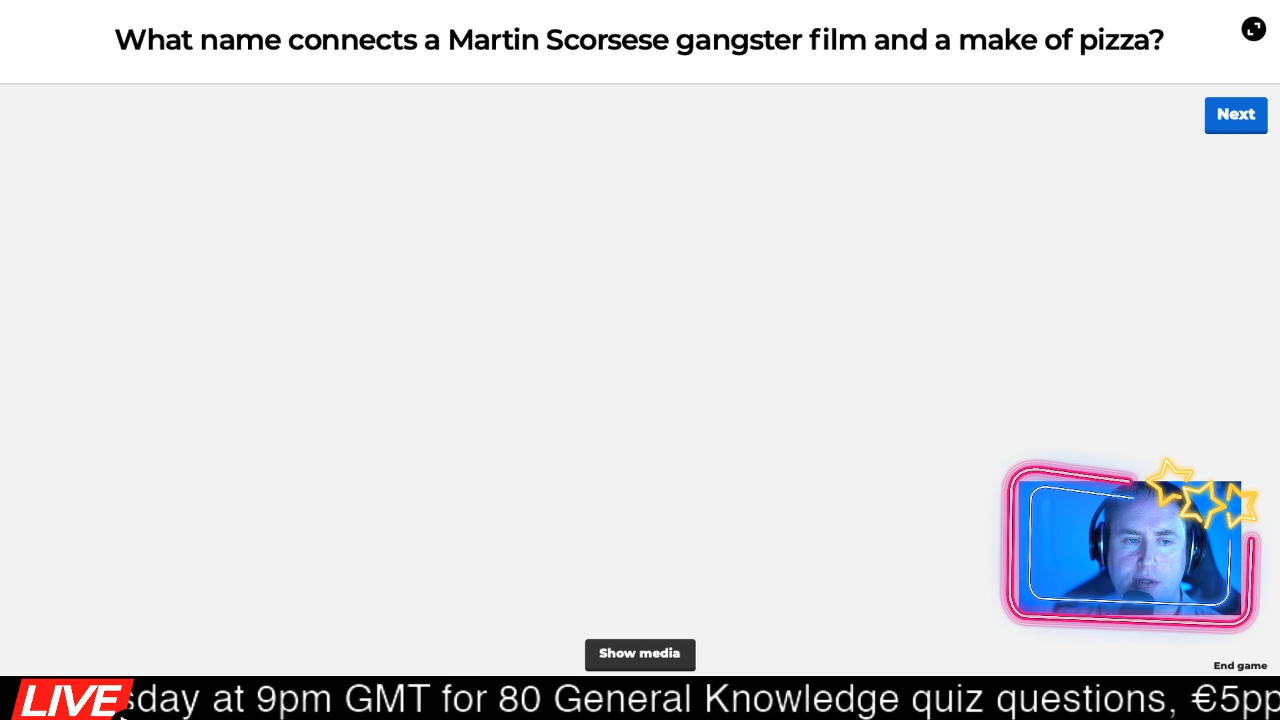 What name connects a Martin Scorsese gangster film and a make of pizza?
Next
Show media
End game
LIVE sday at 9pm GMT for 80 General Knowledge quiz questions, €5pp